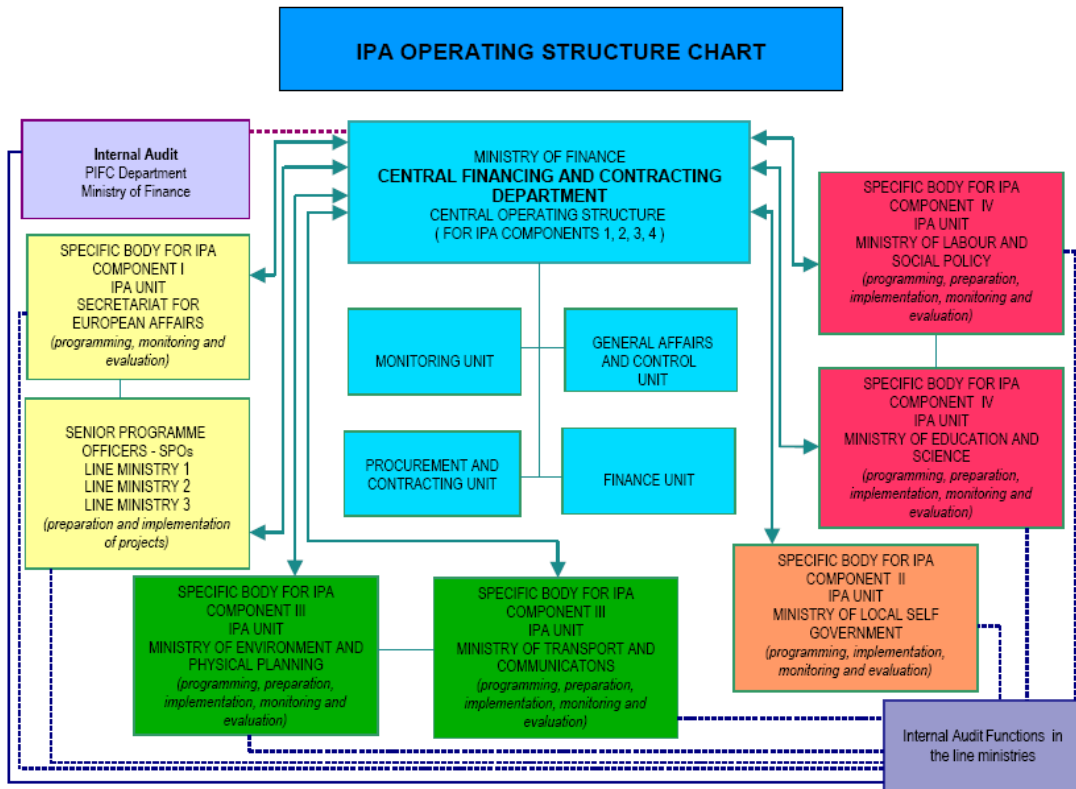 IPA OPERATING STRUCTURE CHART
Internal Audit
PIFC Department
Ministry of Finance
MINISTRY OF FINANCE
CENTRAL FINANCING AND CONTRACTING
DEPARTMENT
CENTRAL OPERATING STRUCTURE
( FOR IPA COMPONENTS 1, 2, 3, 4 )
SPECIFIC BODY FOR IPA
COMPONENT IV
IPA UNIT
MINISTRY OF LABOUR AND
SOCIAL POLICY
(programming, preparation,
implementation, monitoring and
evaluation)
SPECIFIC BODY FOR IPA
COMPONENT I
IPA UNIT
SECRETARIAT FOR
EUROPEAN AFFAIRS
(programming, monitoring and
evaluation)
MONITORING UNIT
GENERAL AFFAIRS
AND CONTROL
UNIT
SPECIFIC BODY FOR IPA
COMPONENT IV
IPA UNIT
MINISTRY OF EDUCATION AND
SCIENCE
(programming, preparation,
implementation, monitoring and
evaluation)
SENIOR PROGRAMME
OFFICERS - SPOs
LINE MINISTRY 1
LINE MINISTRY 2
LINE MINISTRY 3
(preparation and implementation
of projects)
PROCUREMENT AND
CONTRACTING UNIT
FINANCE UNIT
SPECIFIC BODY FOR IPA
COMPONENT III
IPA UNIT
MINISTRY OF ENVIRONMENT AND
PHYSICAL PLANNING
(programming, preparation,
implementation, monitoring and
evaluation)
SPECIFIC BODY FOR IPA
COMPONENT III
IPA UNIT
MINISTRY OF TRANSPORT AND
COMMUNICATONS
(programming, preparation,
implementation, monitoring and
evaluation)
SPECIFIC BODY FOR IPA
COMPONENT II
IPA UNIT
MINISTRY OF LOCAL SELF
GOVERNMENT
(programming, implementation,
monitoring and evaluation)
Internal Audit Functions in
the line ministries